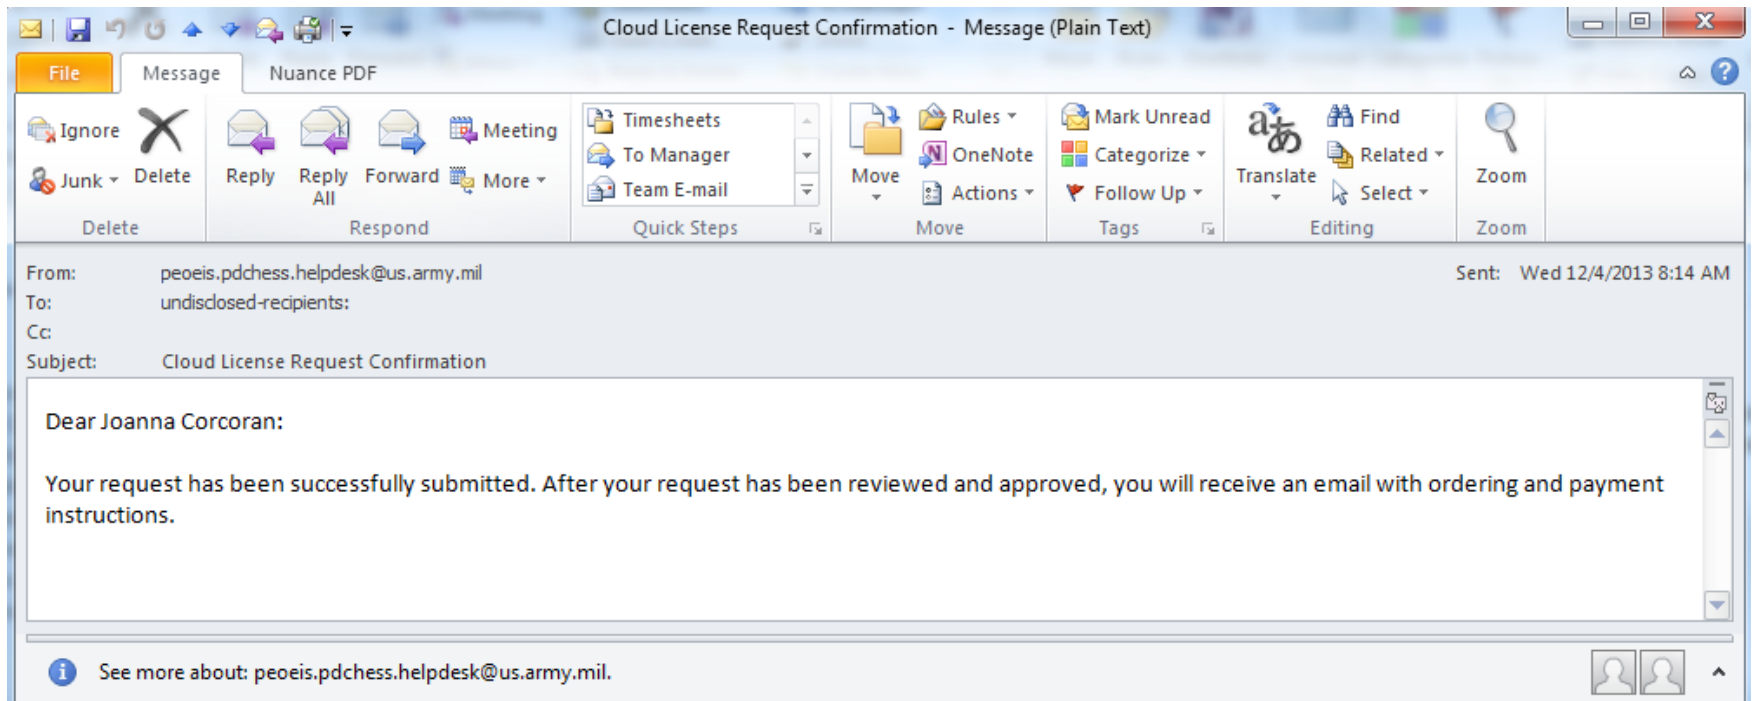 Cloud License Request Confirmation - Message (Plain Text)
File Message Nuance PDF
Ignore
Junk
Delete
Delete
Reply
Reply All
Forward
Meeting
More
Respond
Timesheets
To Manager
Team E-mail
Quick Steps
Move
Rules
OneNote
Actions
Move
Mark Unread
Categorize
Follow Up
Tags
Translate
Find
Related
Select
Editing
Zoom
Zoom
From: peoeis.pdchess.helpdesk@us.army.mil Sent: Wed 12/4/2013 8:14 AM
To: undisclosed-recipients:
Cc:
Subject: Cloud License Request Confirmation
Dear Joanna Corcoran:
Your request has been successfully submitted. After your request has been reviewed and approved, you will receive an email with ordering and payment
instructions.
See more about: peoeis.pdchess.helpdesk@us.army.mil.